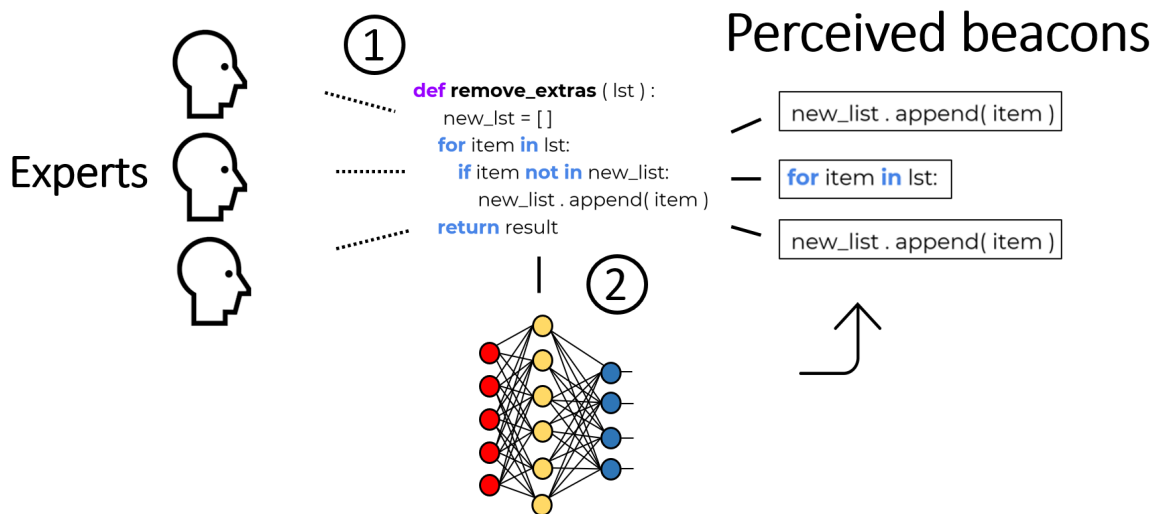 Experts
1
def remove_extras ( lst ) :
new_lst = [ ]
for item in lst:
if item not in new_list:
new_list . append( item )
return result
2
Perceived beacons
new_list . append( item )
for item in lst:
new_list . append( item )